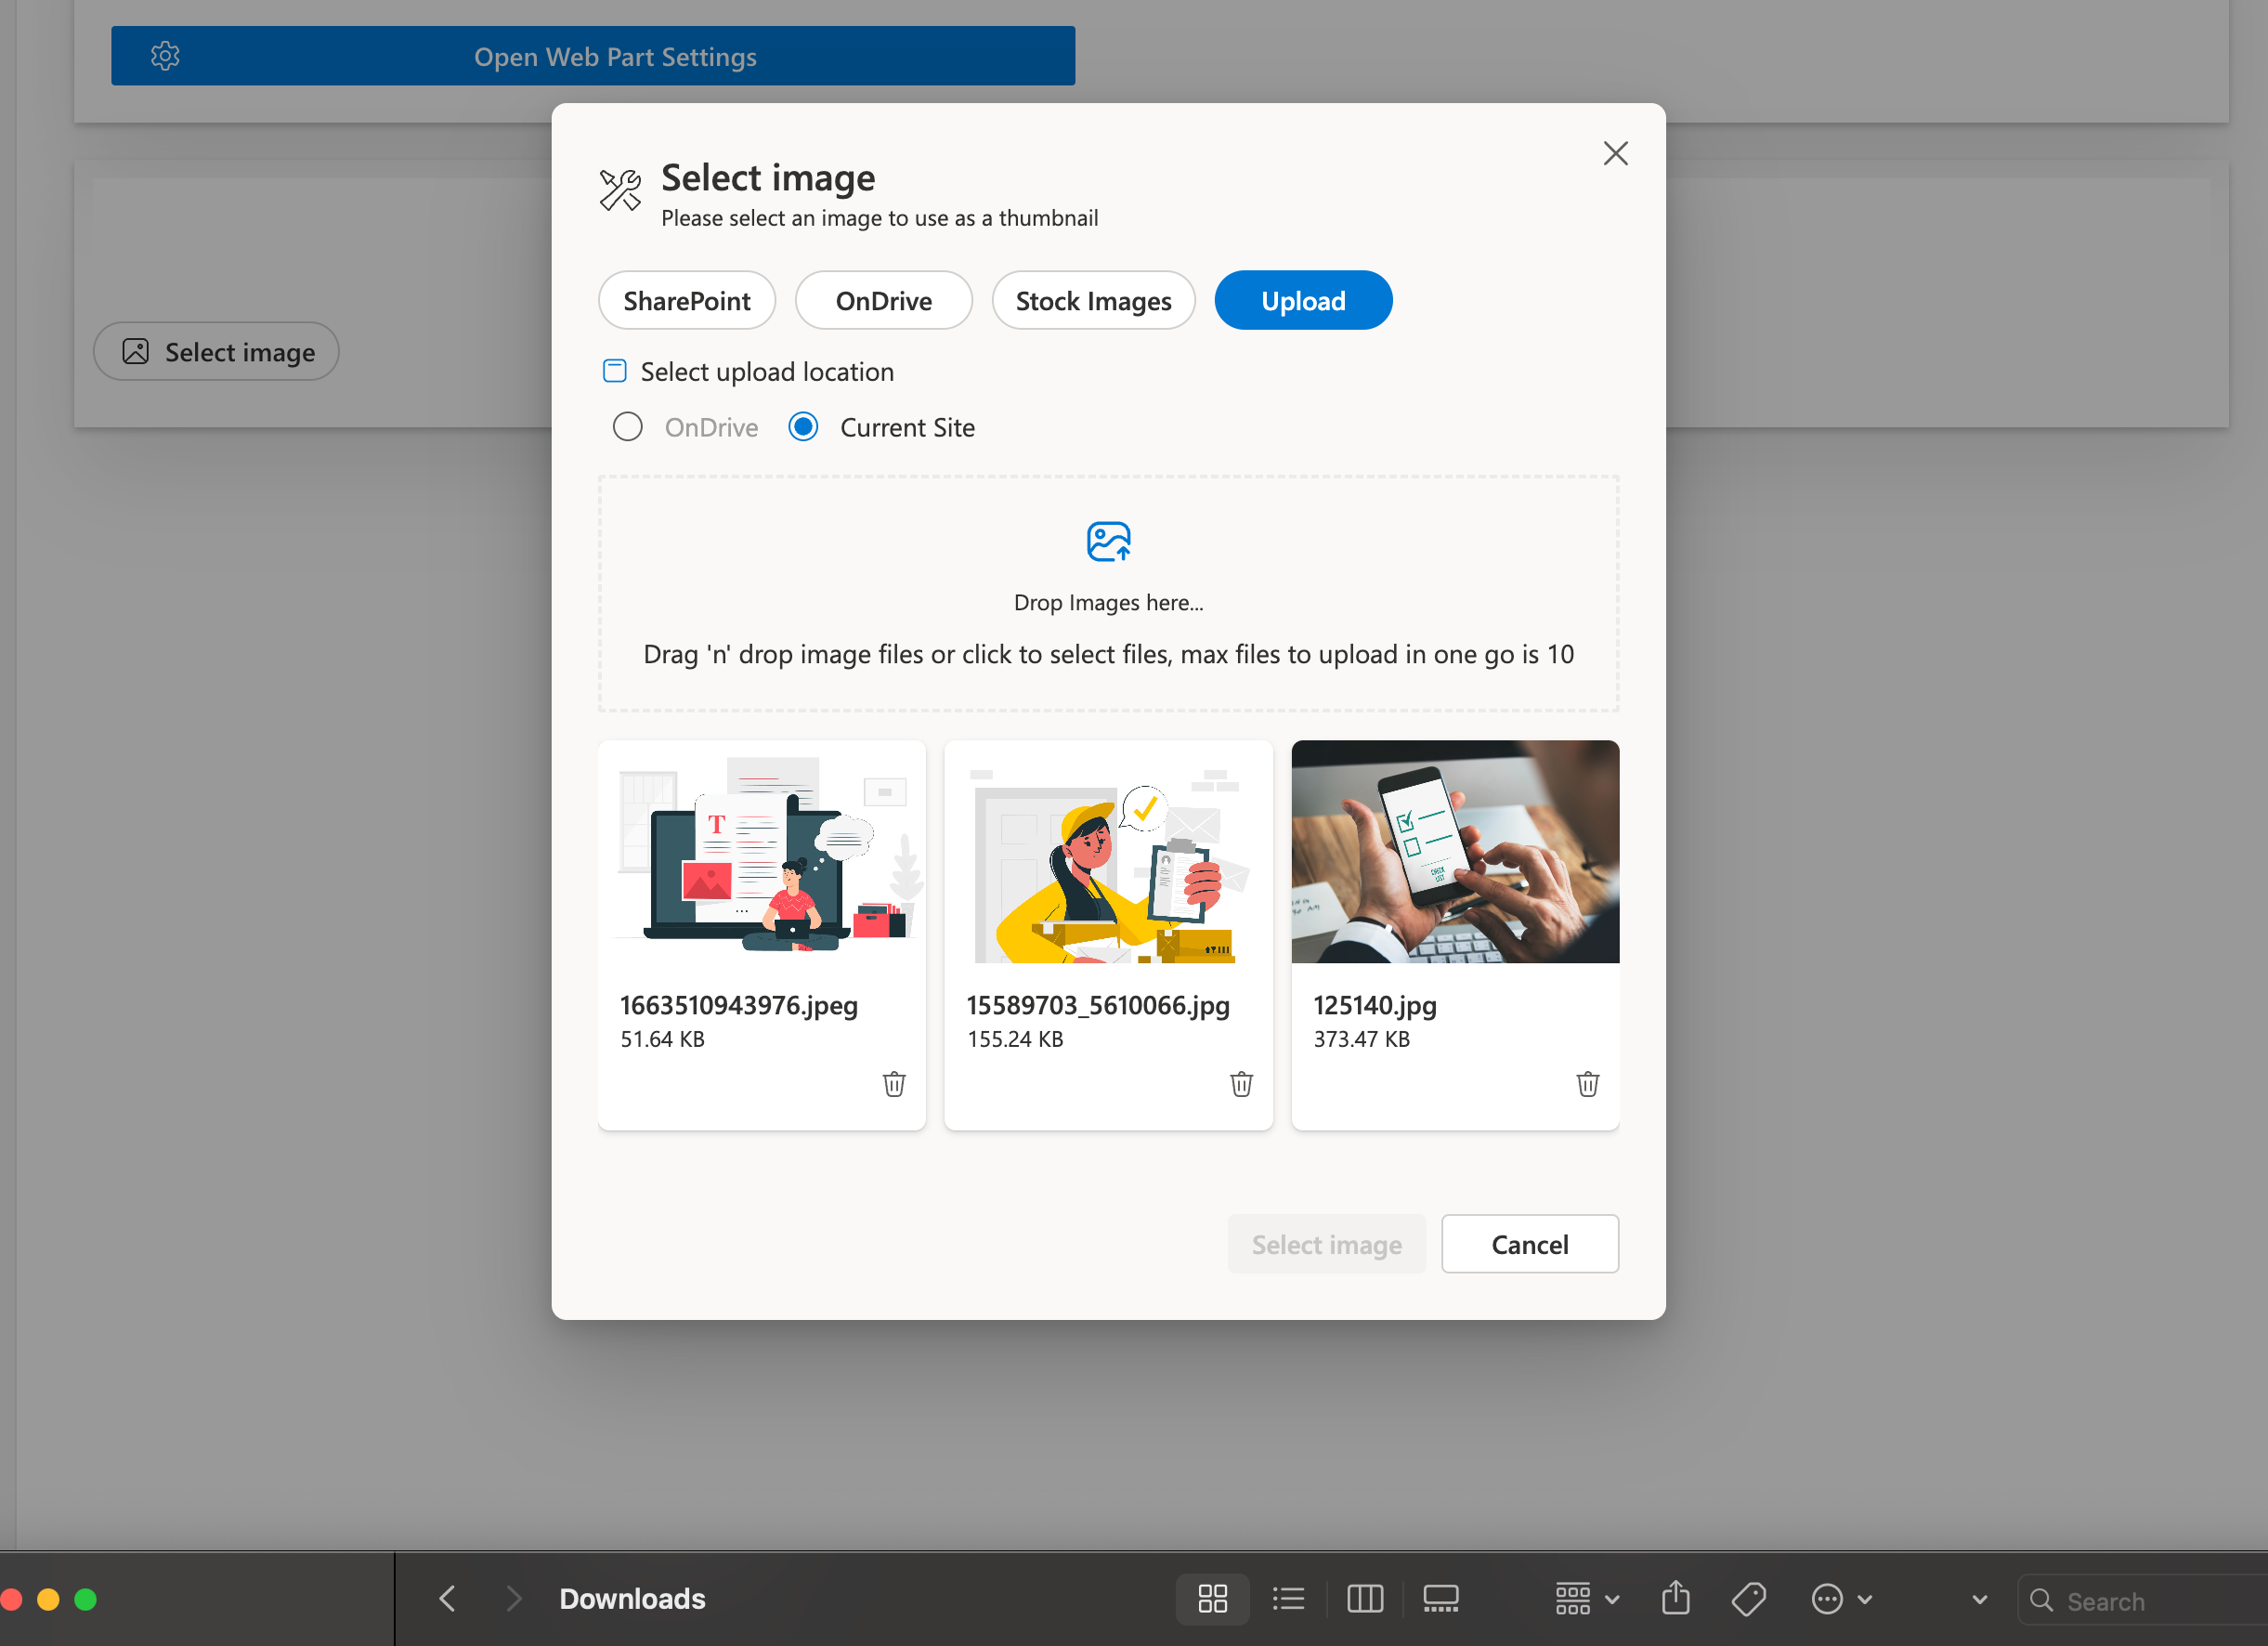 Open Web Part Settings
Select image
Please select an image to use as a thumbnail
SharePoint
OnDrive
Stock Images
Upload
Select image
Select upload location
OnDrive
Current Site
Drop Images here...
Drag 'n' drop image files or click to select files, max files to upload in one go is 10
T
...
CHECK
LIST
1663510943976.jpeg
15589703_5610066.jpg
125140.jpg
51.64 KB
155.24 KB
373.47 KB
Select image
Cancel
Downloads
Search